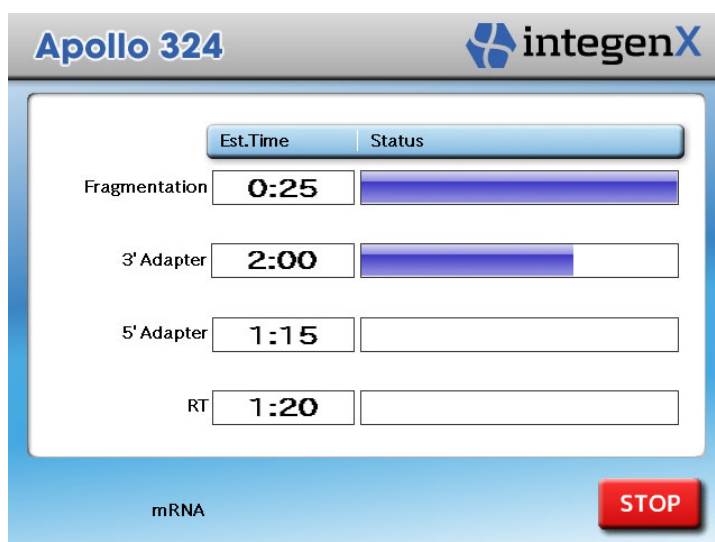 Apollo 324
integenX
Est.Time Status
Fragmentation 0:25
3' Adapter 2:00
5' Adapter 1:15
RT 1:20
mRNA
STOP